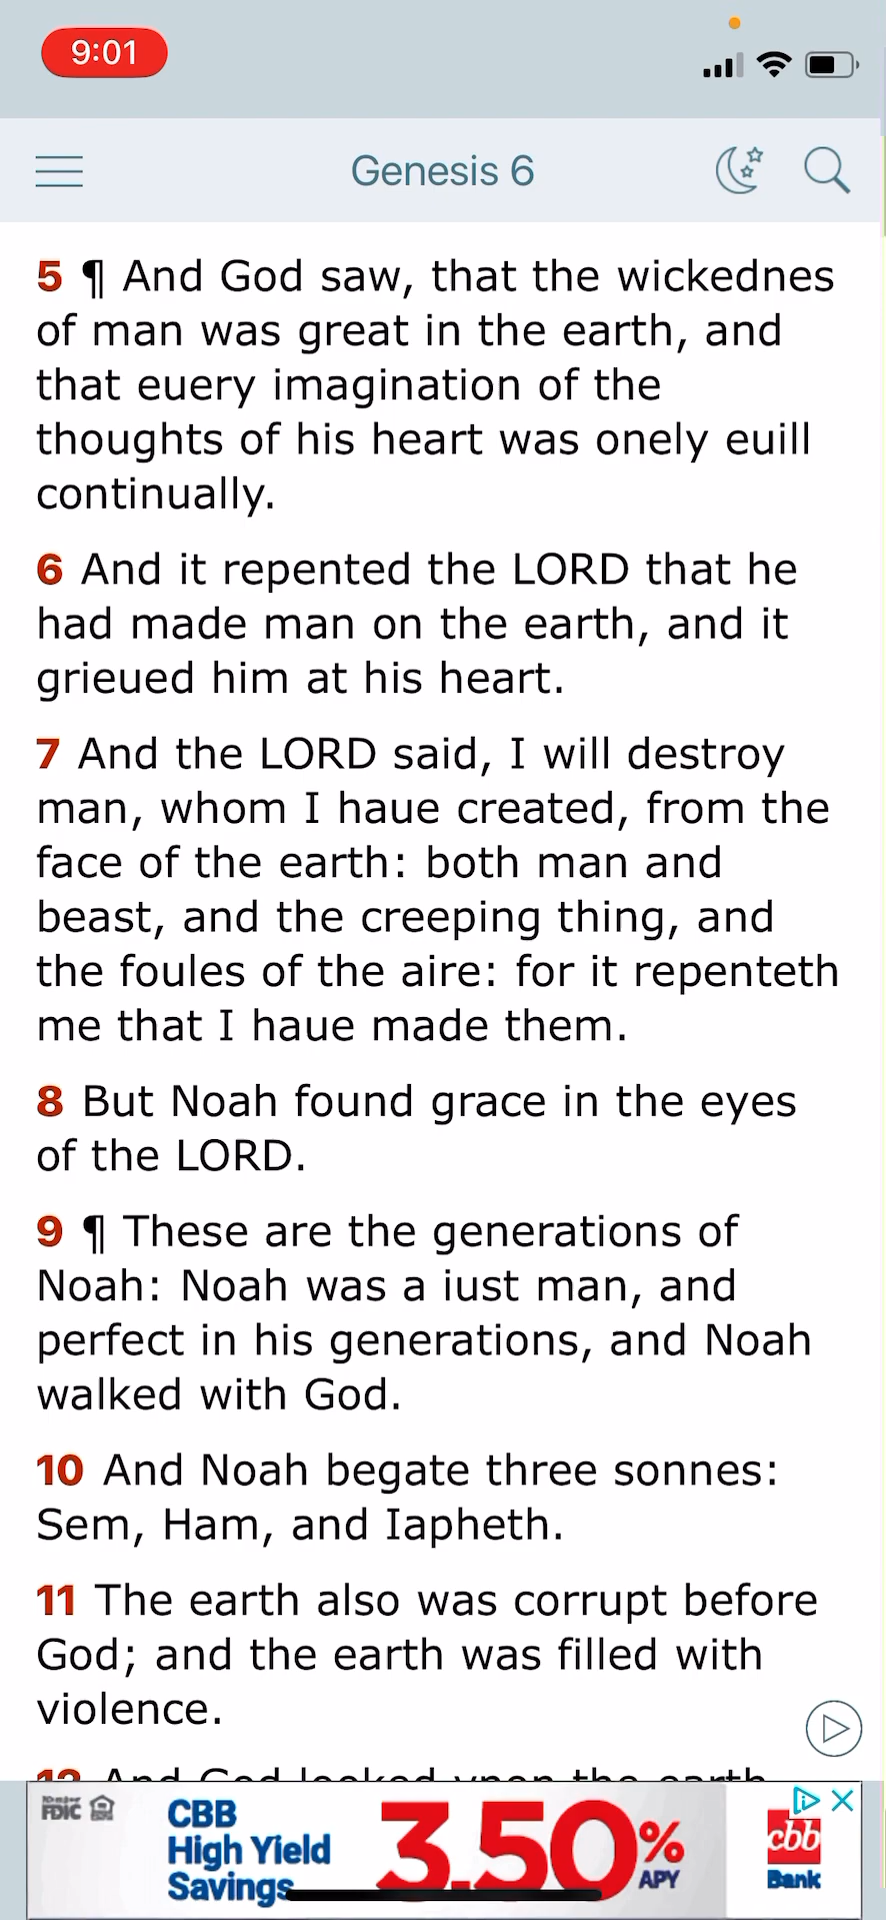 9:01
Genesis 6
5 ¶ And God saw, that the wickednes
of man was great in the earth, and
that euery imagination of the
thoughts of his heart was onely euill
continually.
6 And it repented the LORD that he
had made man on the earth, and it
grieued him at his heart.
7 And the LORD said, I will destroy
man, whom I haue created, from the
face of the earth: both man and
beast, and the creeping thing, and
the foules of the aire: for it repenteth
me that I haue made them.
8 But Noah found grace in the eyes
of the LORD.
9 ¶ These are the generations of
Noah: Noah was a iust man, and
perfect in his generations, and Noah
walked with God.
10 And Noah begate three sonnes:
Sem, Ham, and Iapheth.
11 The earth also was corrupt before
God; and the earth was filled with
violence.
12 And God looked vpon the earth
FDIC
CBB
High Yield
Savings
3.50% APY
cbb
Bank